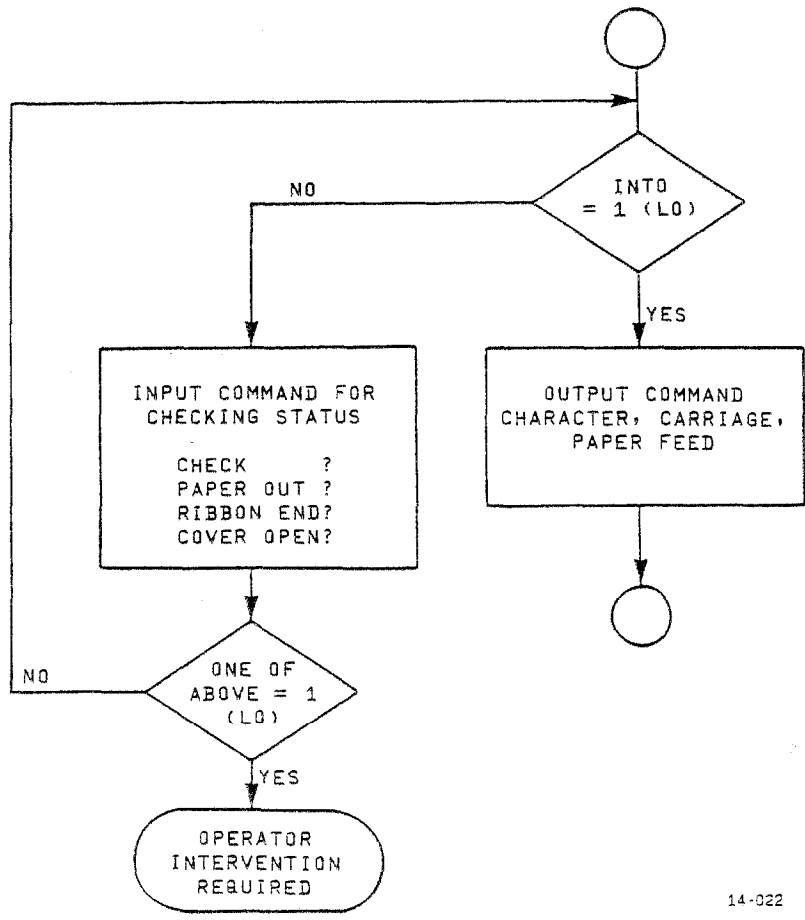 INTO
= 1 (LO)
NO
YES
INPUT COMMAND FOR
CHECKING STATUS
CHECK ?
PAPER OUT ?
RIBBON END?
COVER OPEN?
OUTPUT COMMAND
CHARACTER, CARRIAGE,
PAPER FEED
NO
ONE OF
ABOVE = 1
(LO)
YES
OPERATOR
INTERVENTION
REQUIRED
14-022